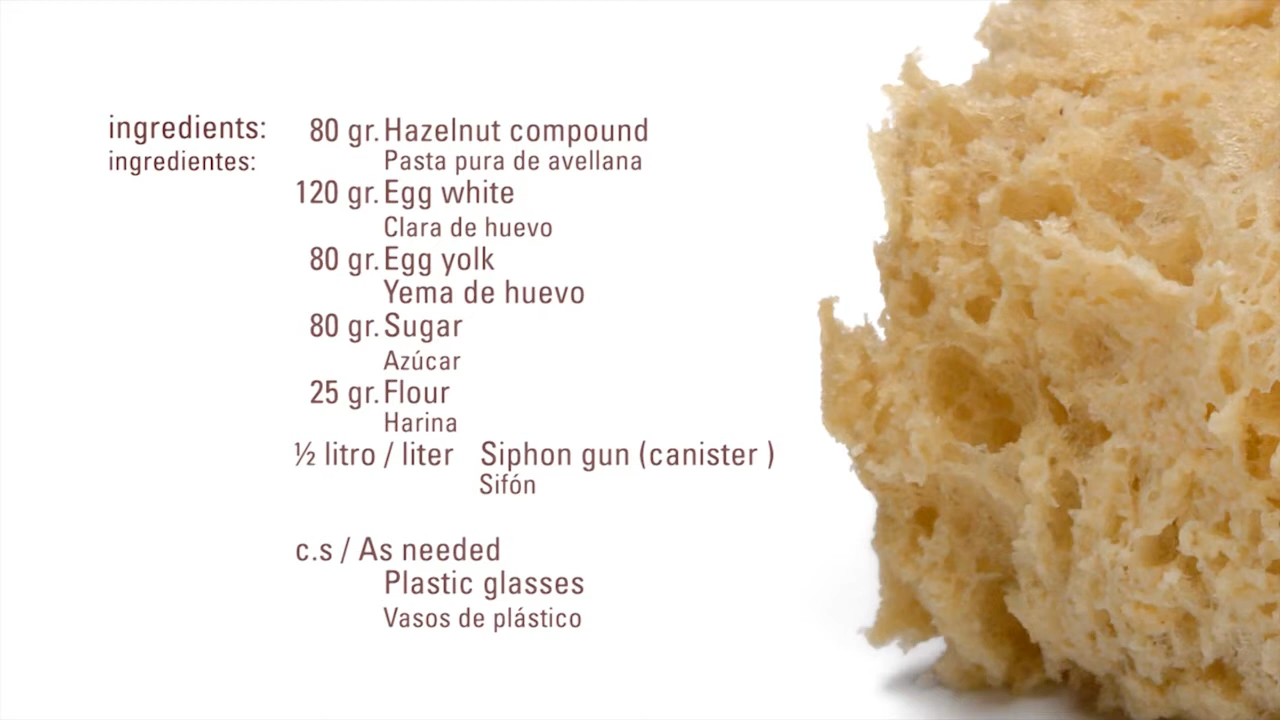 ingredients: 80 gr. Hazelnut compound
ingredientes: Pasta pura de avellana
120 gr. Egg white
Clara de huevo
80 gr. Egg yolk
Yema de huevo
80 gr. Sugar
Azúcar
25 gr. Flour
Harina
½ litro / liter Siphon gun (canister )
Sifón
c.s / As needed
Plastic glasses
Vasos de plástico